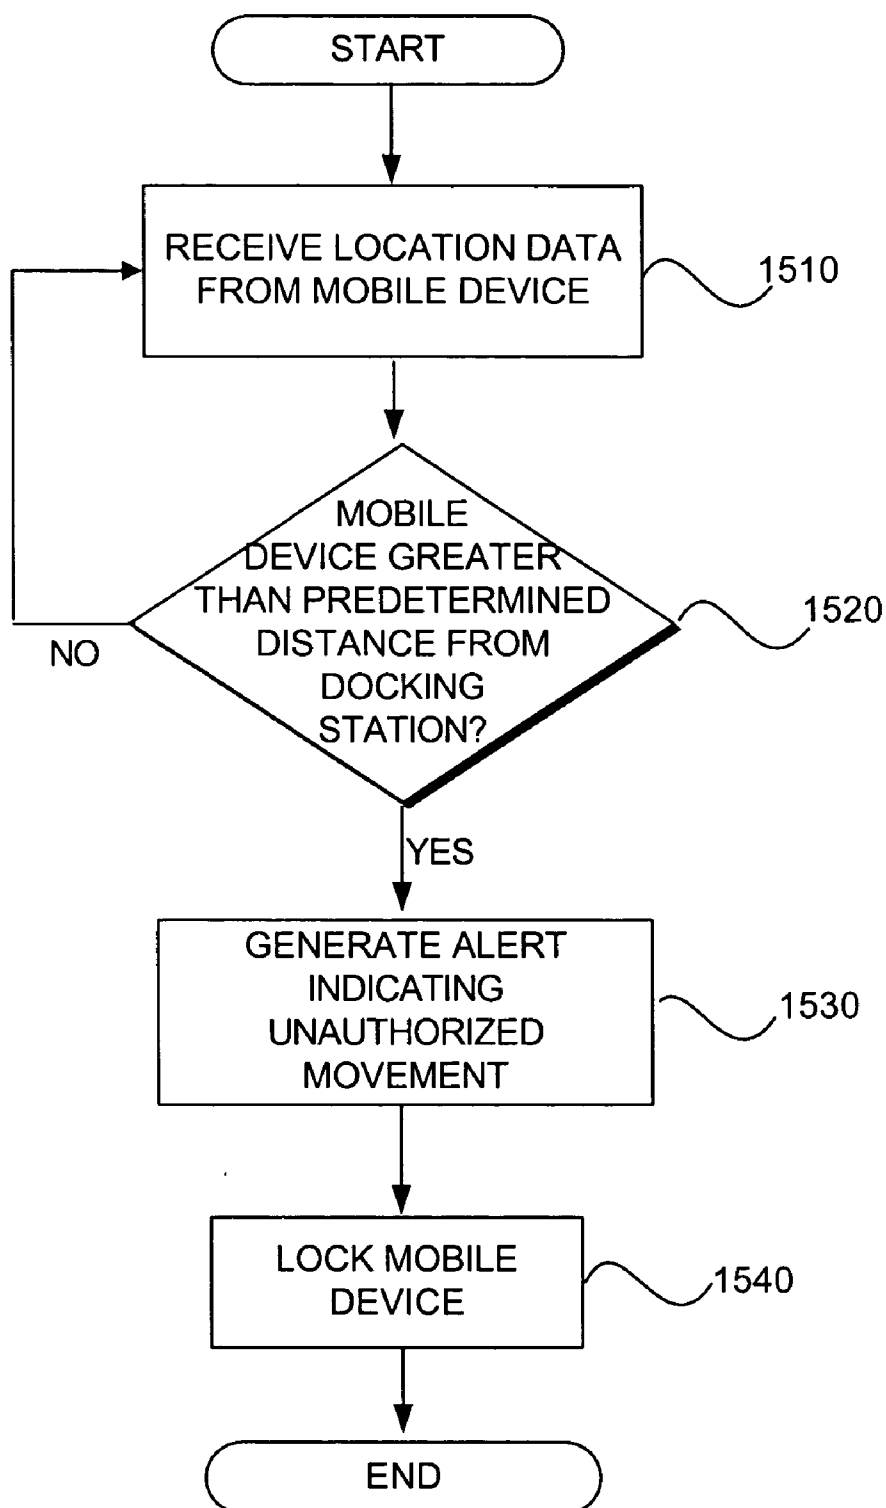 START
RECEIVE LOCATION DATA
FROM MOBILE DEVICE
1510
MOBILE
DEVICE GREATER
THAN PREDETERMINED
DISTANCE FROM
DOCKING
STATION?
1520
NO
YES
GENERATE ALERT
INDICATING
UNAUTHORIZED
MOVEMENT
1530
LOCK MOBILE
DEVICE
1540
END